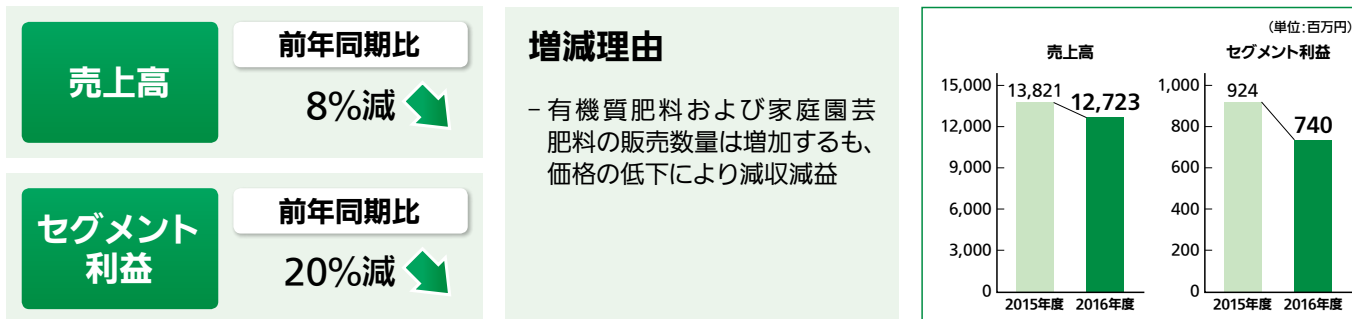 売上高
前年同期比
8%減
セグメント
利益
前年同期比
20%減
増減理由
– 有機質肥料および家庭園芸
肥料の販売数量は増加するも、
価格の低下により減収減益
（単位：百万円）
売上高
15,000
12,000
9,000
6,000
3,000
0
13,821
12,723
2015年度 2016年度
セグメント利益
1,000
800
600
400
200
0
924
740
2015年度 2016年度